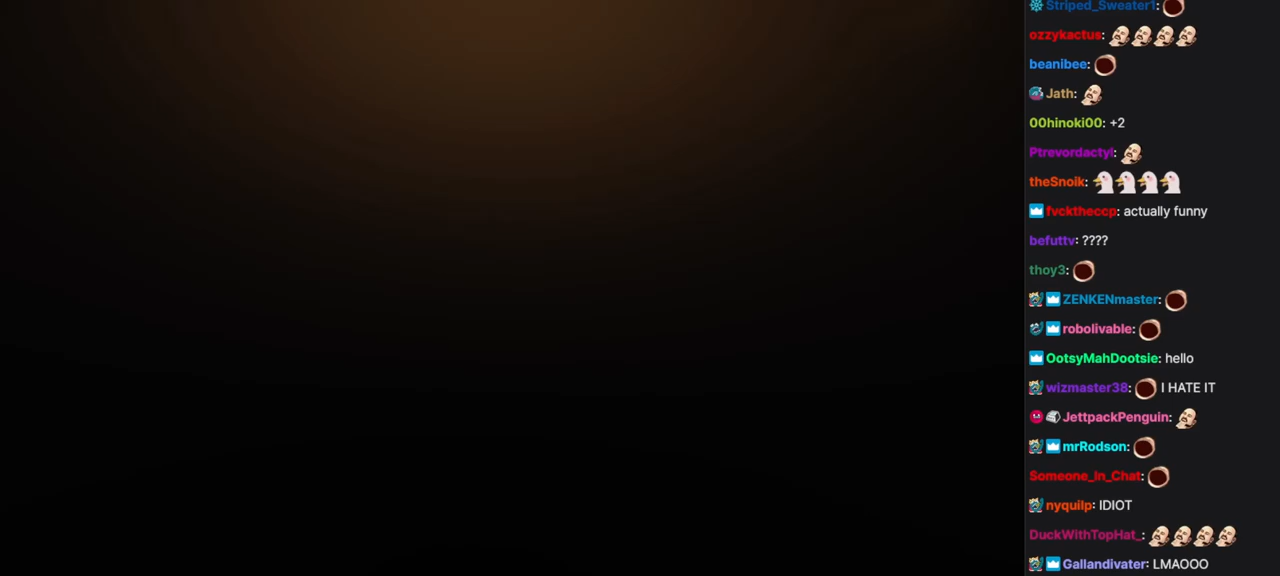 Striped_Sweater1:
ozzykactus:
beanibee:
Jath:
00hinoki00: +2
Ptrevordactyl:
theSnoik:
fvcktheccp: actually funny
befuttv: ????
thoy3:
ZENKENmaster:
robolivable:
OotsyMahDootsie: hello
wizmaster38: I HATE IT
JettpackPenguin:
mrRodson:
Someone_In_Chat:
nyquilp: IDIOT
DuckWithTopHat_:
Gallandivater: LMAOOO